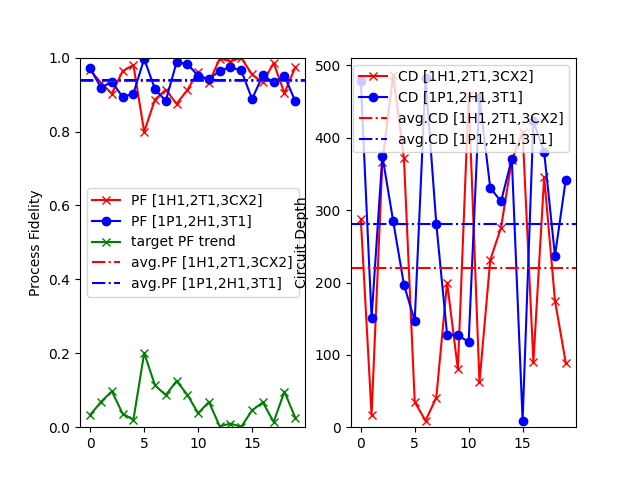 1.0
0.8
0.6
0.4
0.2
0.0
Process Fidelity
PF [1H1,2T1,3CX2]
PF [1P1,2H1,3T1]
target PF trend
avg.PF [1H1,2T1,3CX2]
avg.PF [1P1,2H1,3T1]
0 5 10 15
500
400
300
200
100
0
Circuit Depth
CD [1H1,2T1,3CX2]
CD [1P1,2H1,3T1]
avg.CD [1H1,2T1,3CX2]
avg.CD [1P1,2H1,3T1]
0 5 10 15